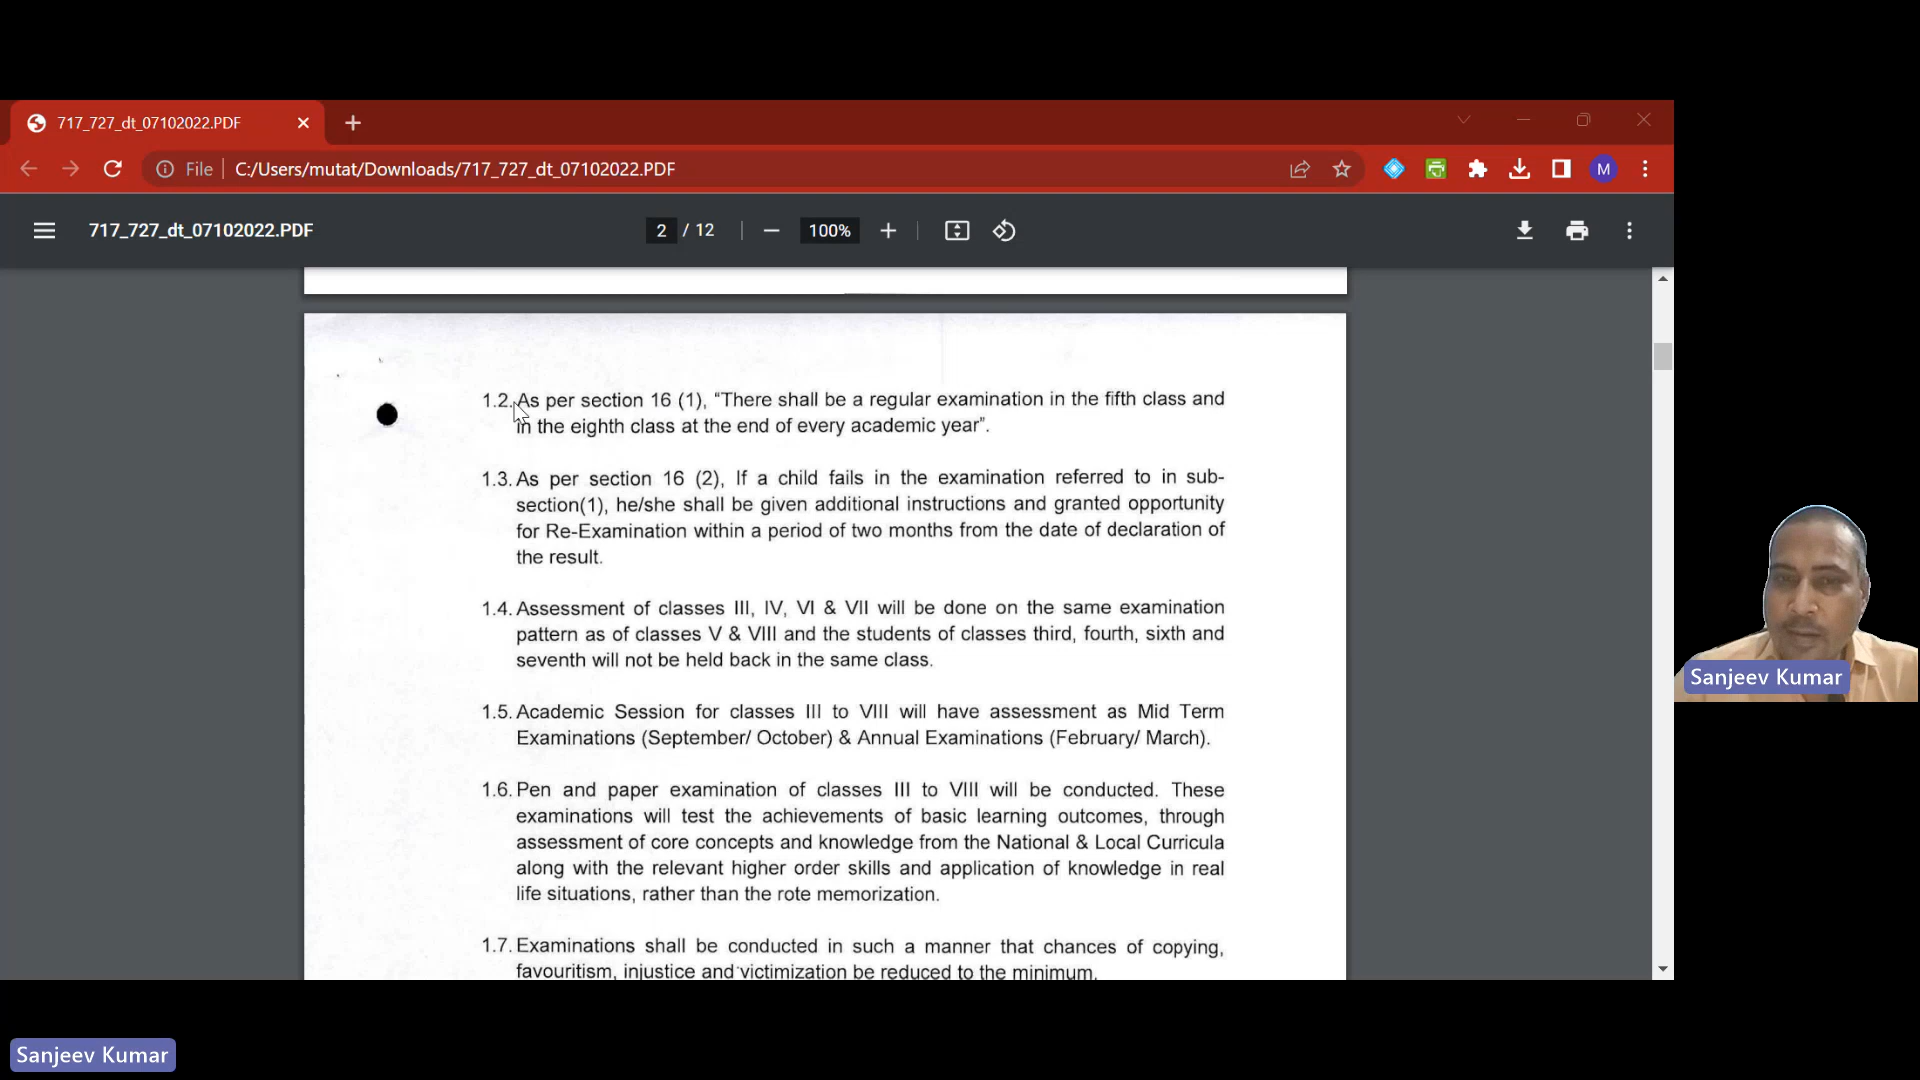 717_727_dt_07102022.PDF
File
C:/Users/mutat/Downloads/717_727_dt_07102022.PDF
M
717_727_dt_07102022.PDF
2 / 12
100%
1.2. As per section 16 (1), “There shall be a regular examination in the fifth class and
in the eighth class at the end of every academic year”.
1.3. As per section 16 (2), If a child fails in the examination referred to in sub-
section(1), he/she shall be given additional instructions and granted opportunity
for Re-Examination within a period of two months from the date of declaration of
the result.
1.4. Assessment of classes III, IV, VI & VII will be done on the same examination
pattern as of classes V & VIII and the students of classes third, fourth, sixth and
seventh will not be held back in the same class.
1.5. Academic Session for classes III to VIII will have assessment as Mid Term
Examinations (September/ October) & Annual Examinations (February/ March).
1.6. Pen and paper examination of classes III to VIII will be conducted. These
examinations will test the achievements of basic learning outcomes, through
assessment of core concepts and knowledge from the National & Local Curricula
along with the relevant higher order skills and application of knowledge in real
life situations, rather than the rote memorization.
1.7. Examinations shall be conducted in such a manner that chances of copying,
favouritism, injustice and victimization be reduced to the minimum.
Sanjeev Kumar
Sanjeev Kumar